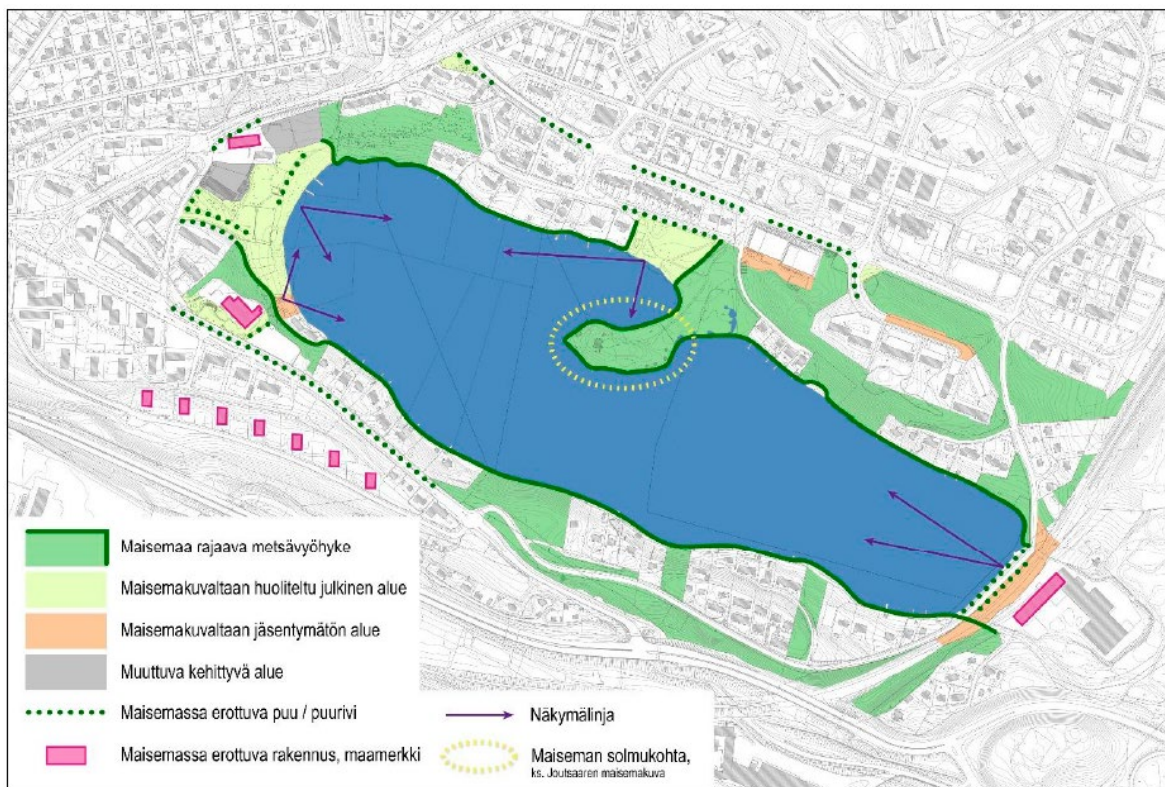 Maisemaa rajaava metsävyöhyke
Maisemakuvaltaan huoliteltu julkinen alue
Maisemakuvaltaan jäsentymätön alue
Muuttuva kehittyvä alue
Maisemassa erottuva puu / puurivi
Maisemassa erottuva rakennus, maamerkki
Näkymälinja
Maiseman solmukohta,
ks. Joutsaaren maisemakuva